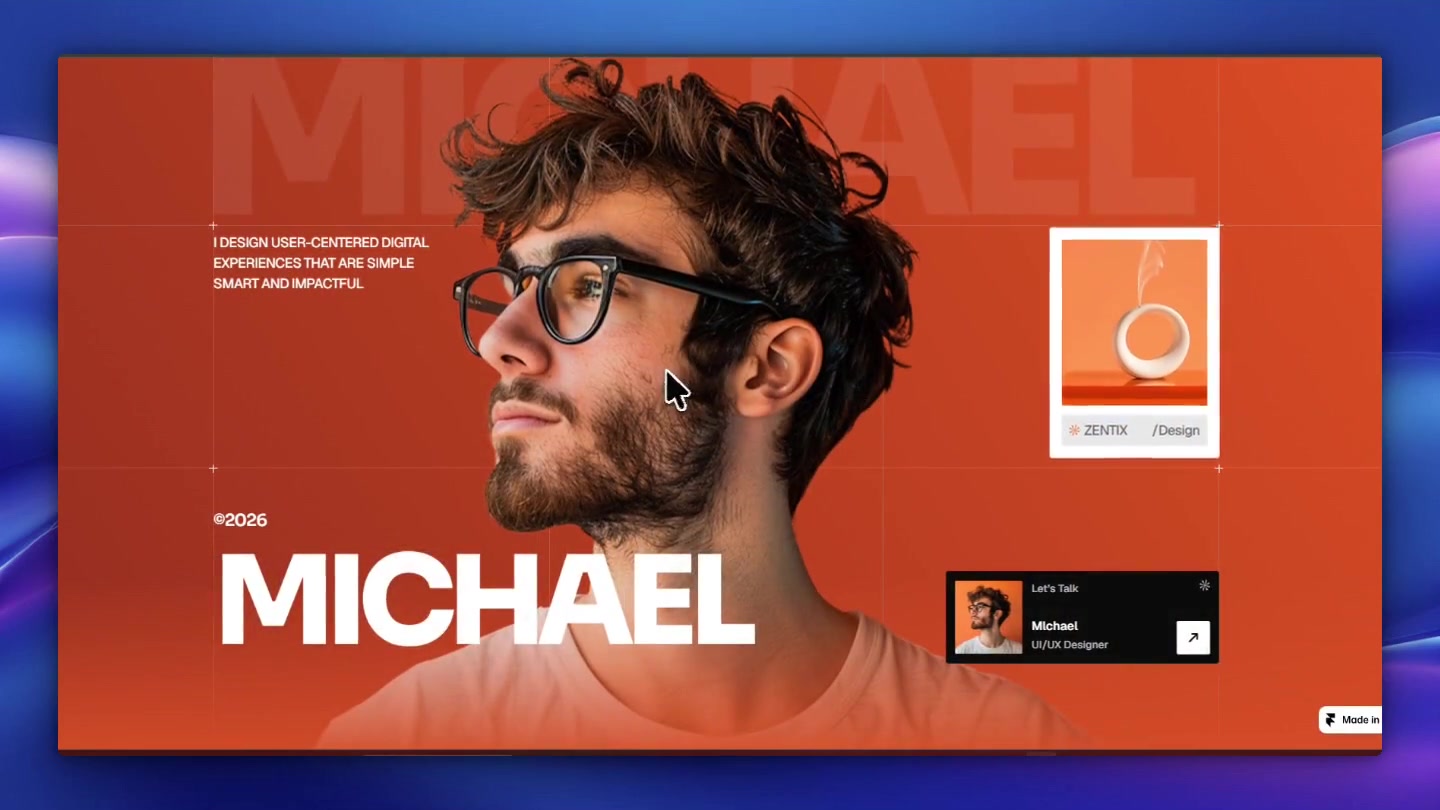 MICHAEL
I DESIGN USER-CENTERED DIGITAL
EXPERIENCES THAT ARE SIMPLE
SMART AND IMPACTFUL
ZENTIX /Design
©2026
MICHAEL
Let's Talk
Michael
UI/UX Designer
Made in